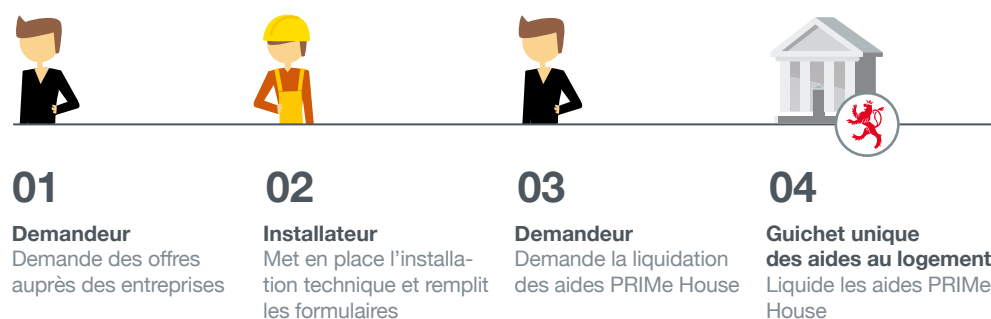 01
Demandeur
Demande des offres
auprès des entreprises
02
Installateur
Met en place l'installa-
tion technique et remplit
les formulaires
03
Demandeur
Demande la liquidation
des aides PRIMe House
04
Guichet unique
des aides au logement
Liquide les aides PRIMe
House